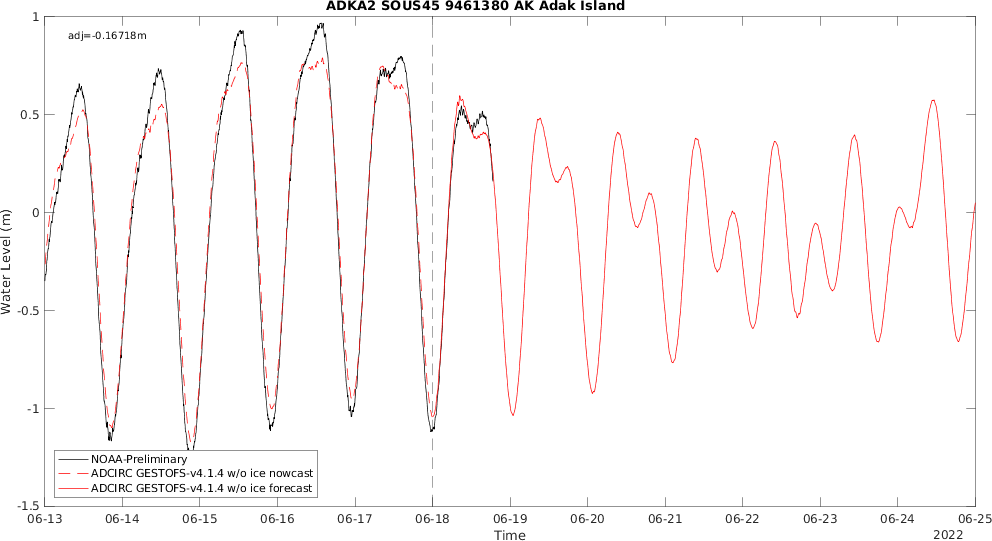 ADKA2 SOUS45 9461380 AK Adak Island
adj=-0.16718m
1
0.5
0
-0.5
-1
-1.5
Water Level (m)
NOAA-Preliminary
ADCIRC GESTOFS-v4.1.4 w/o ice nowcast
ADCIRC GESTOFS-v4.1.4 w/o ice forecast
06-13 06-14 06-15 06-16 06-17 06-18 06-19 06-20 06-21 06-22 06-23 06-24 06-25
Time
2022